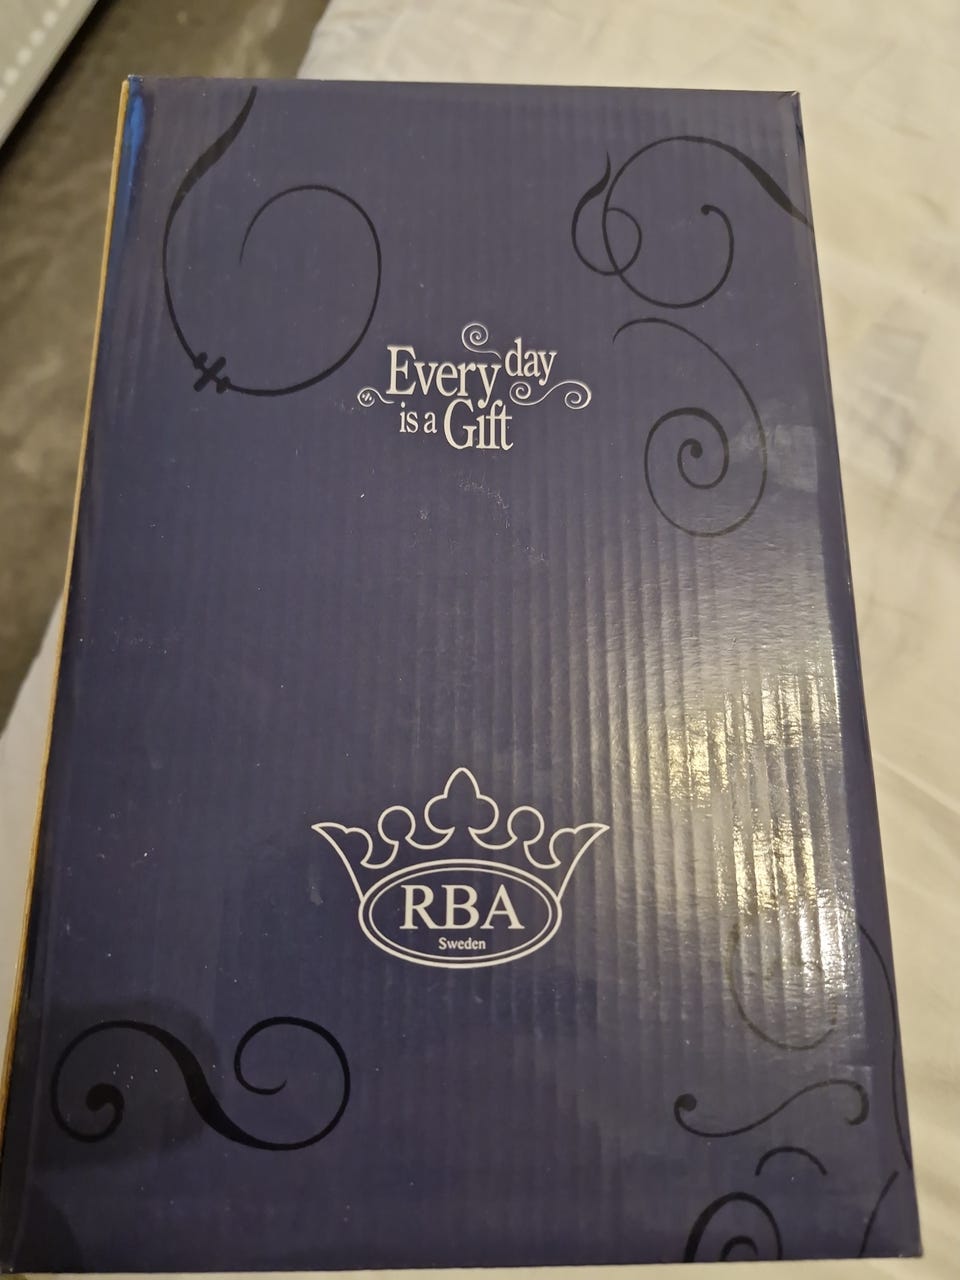 Every day
is a Gift
RBA
Sweden